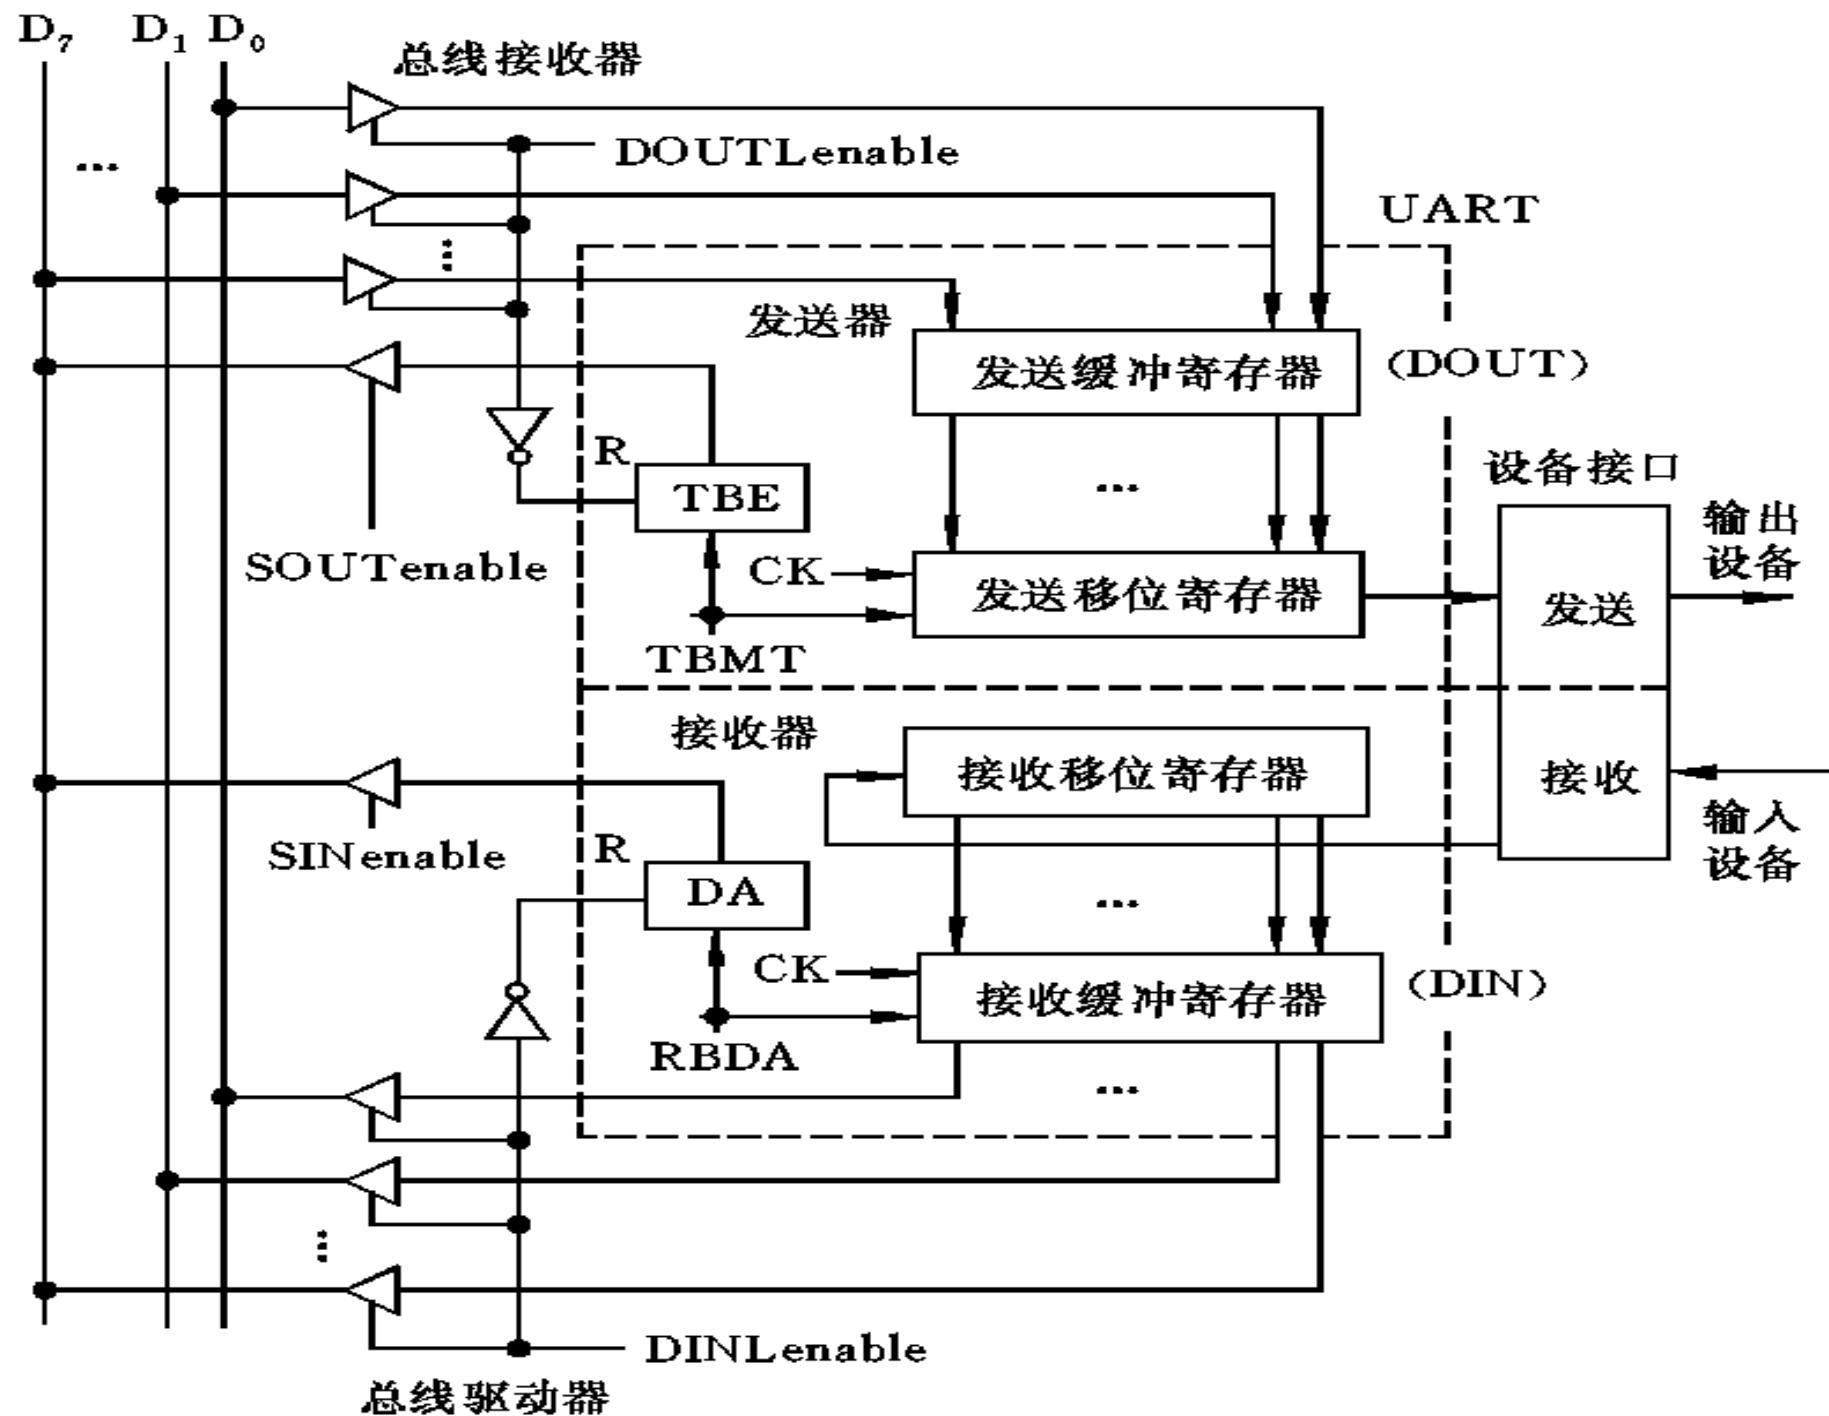 D7 D1 D0
总线接收器
DOUTLenable
...
UART
...
发送器
发送缓冲寄存器
(DOUT)
R
TBE
...
设备接口
输出
设备
SOUTenable
CK
发送移位寄存器
发送
TBMT
接收器
接收移位寄存器
接收
输入
设备
SINenable
R
DA
...
CK
接收缓冲寄存器
(DIN)
RBDA
...
...
DINLenable
总线驱动器